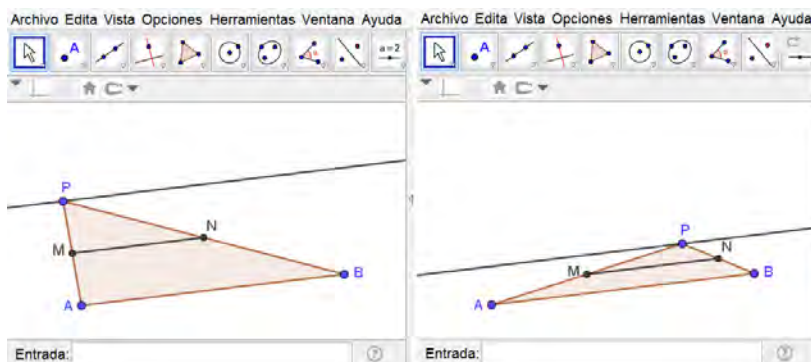 Archivo Edita Vista Opciones Herramientas Ventana Ayuda
A
α
a=2
P
M
N
A
B
Entrada:
?
Archivo Edita Vista Opciones Herramientas Ventana Ayuda
A
α
P
M
N
A
B
Entrada:
?